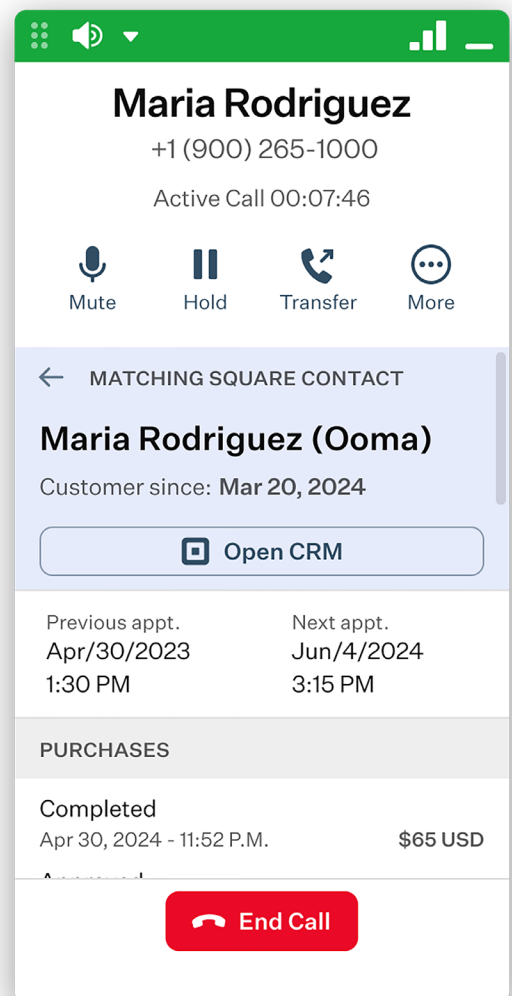 Maria Rodriguez
+1 (900) 265-1000
Active Call 00:07:46
Mute Hold Transfer More
MATCHING SQUARE CONTACT
Maria Rodriguez (Ooma)
Customer since: Mar 20, 2024
Open CRM
Previous appt. Next appt.
Apr/30/2023 Jun/4/2024
1:30 PM 3:15 PM
PURCHASES
Completed
Apr 30, 2024 - 11:52 P.M. $65 USD
End Call